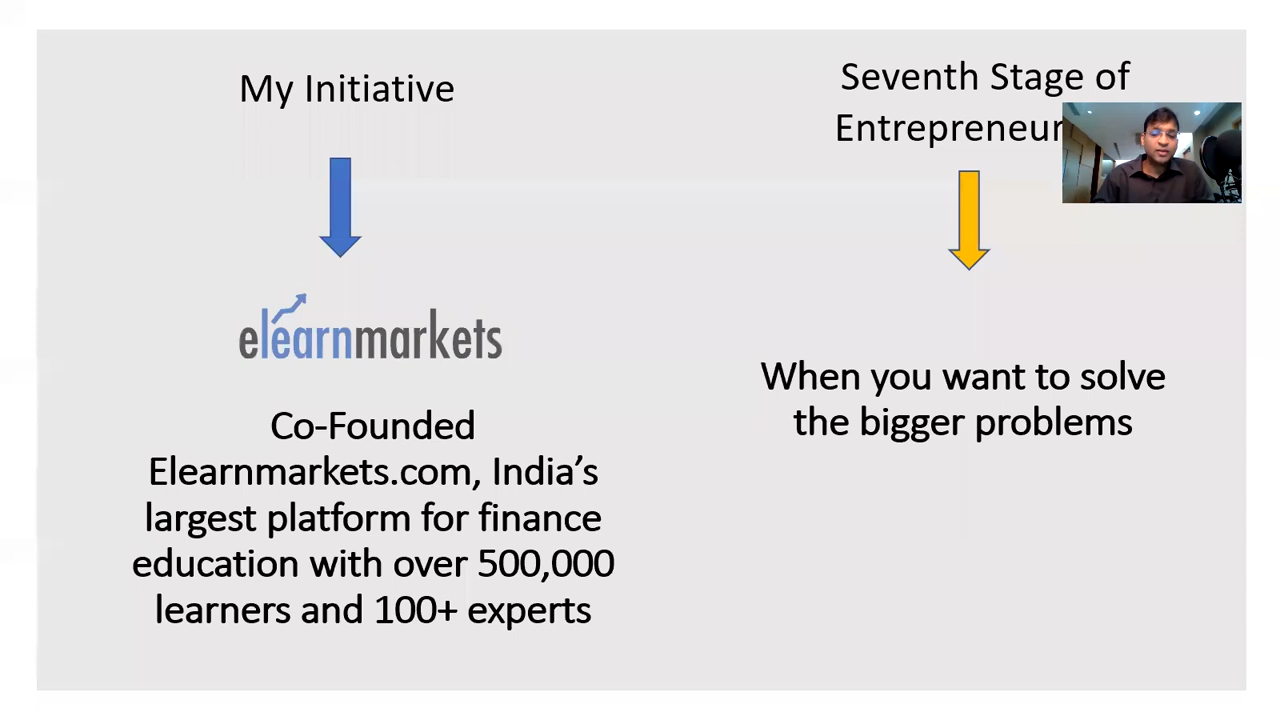 My Initiative
Seventh Stage of
Entrepreneur
elearnmarkets
Co-Founded
Elearnmarkets.com, India's
largest platform for finance
education with over 500,000
learners and 100+ experts
When you want to solve
the bigger problems